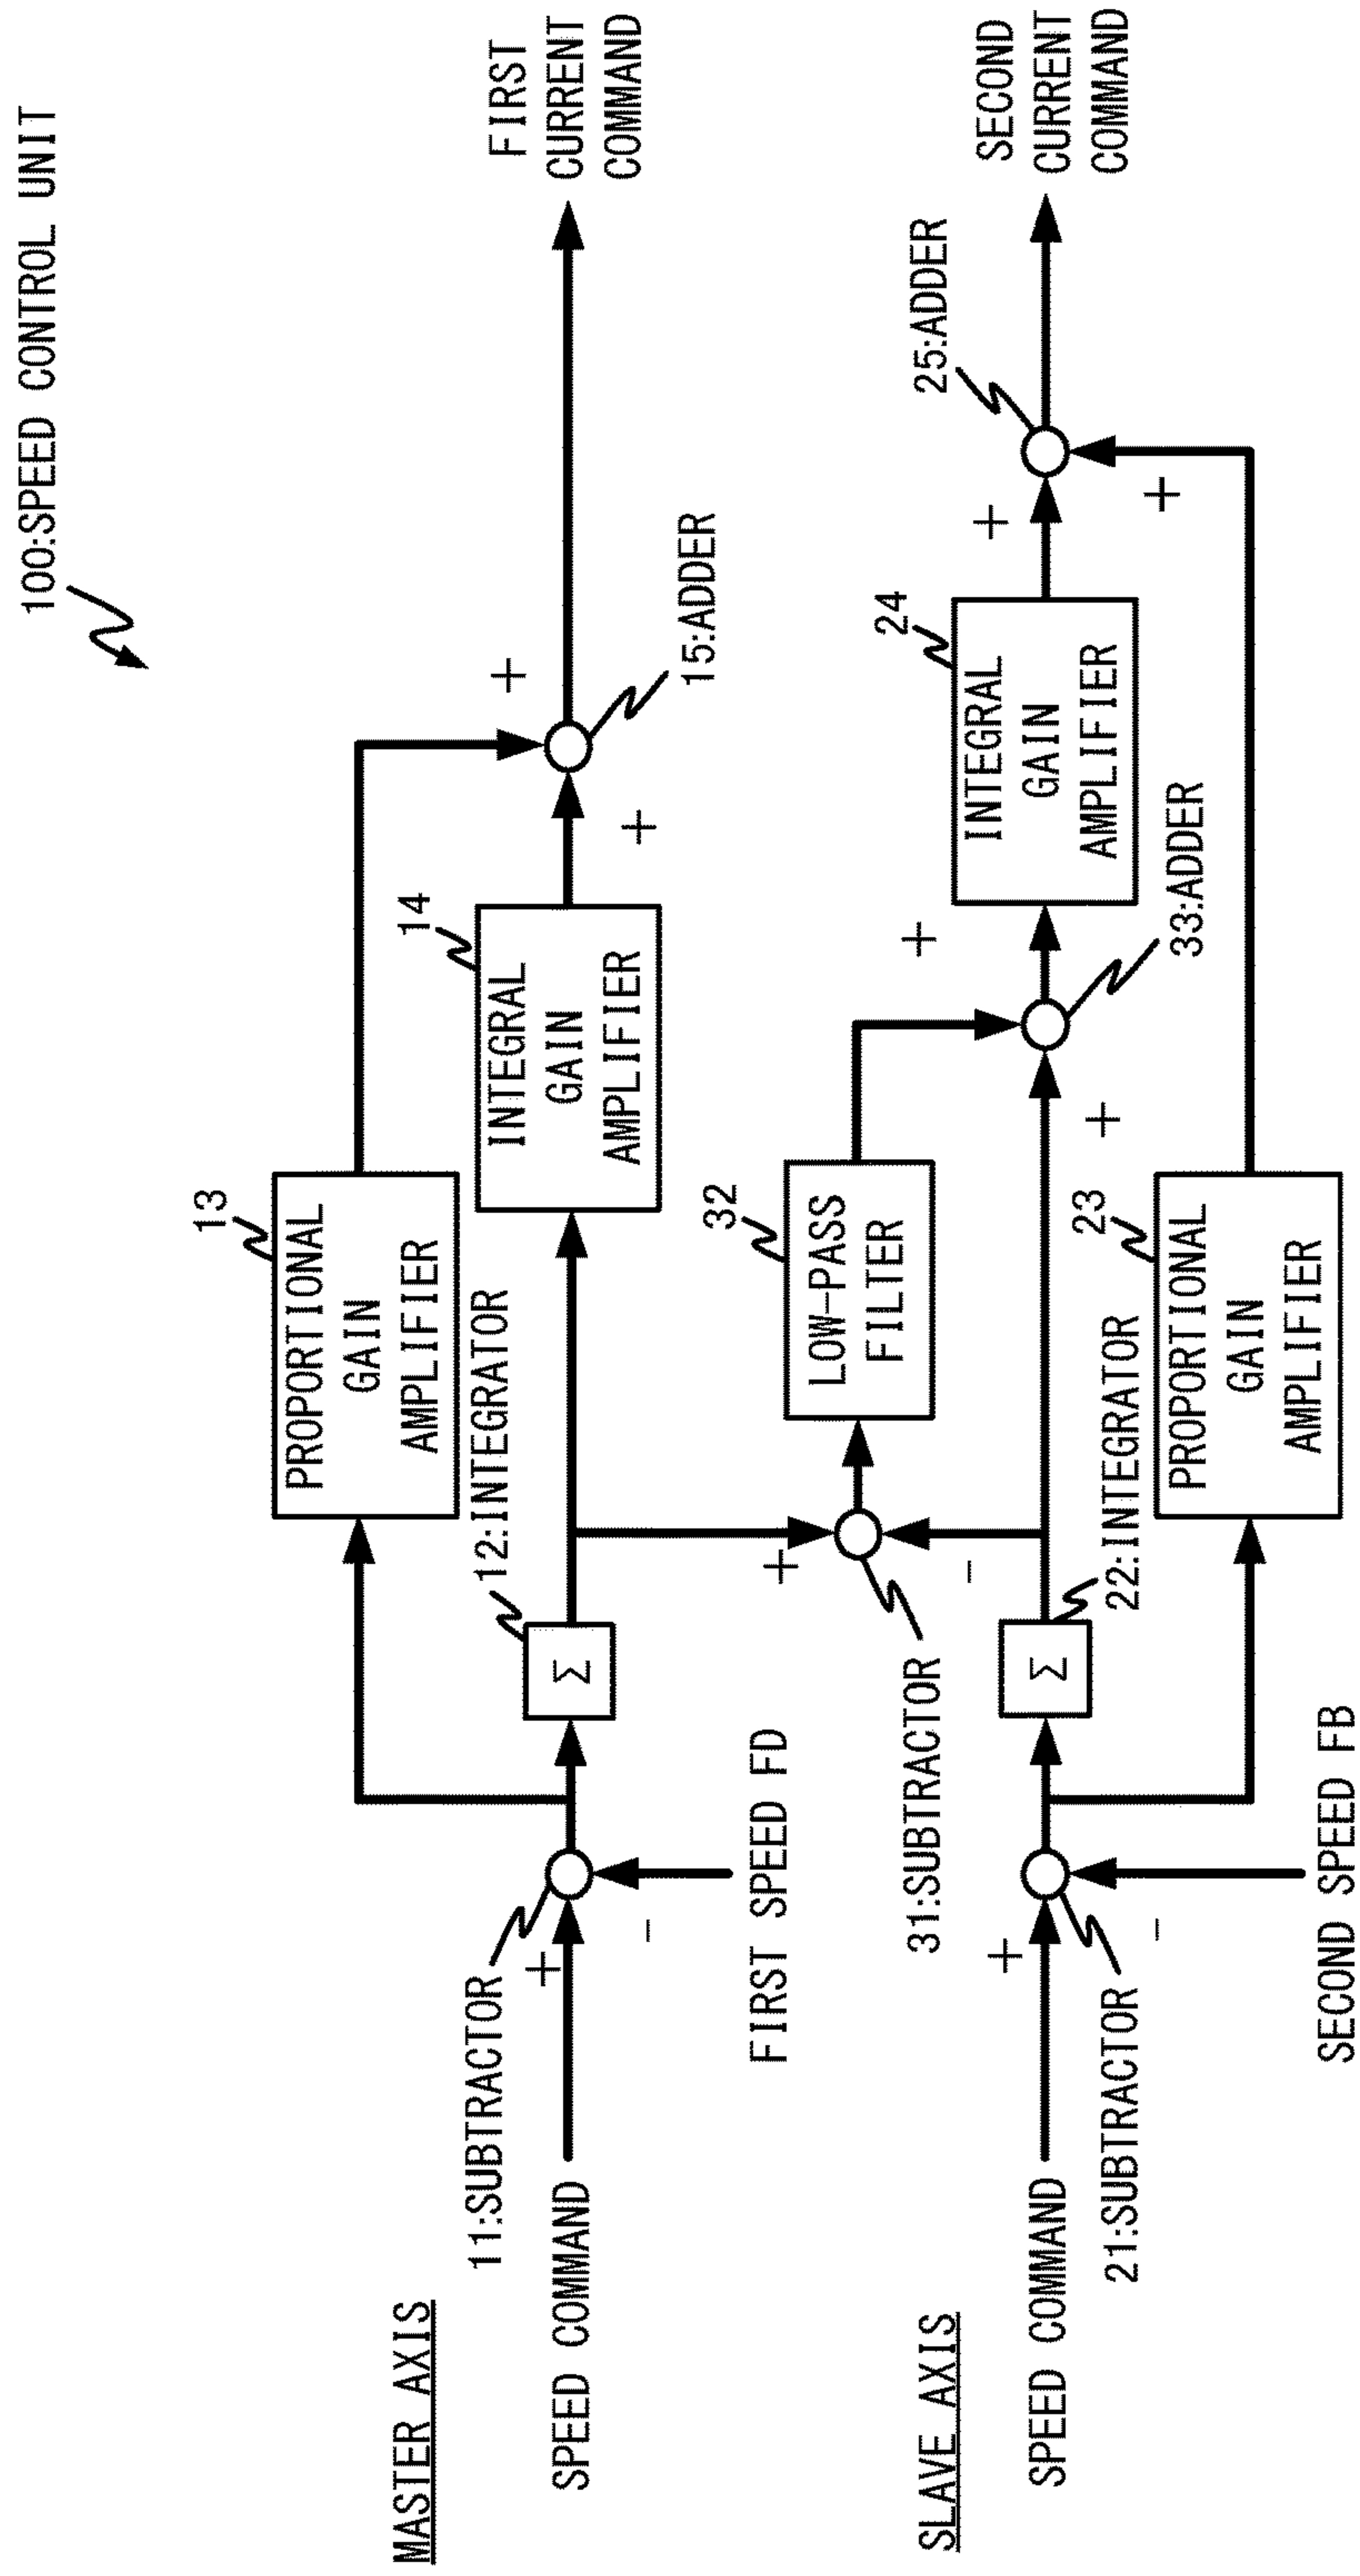 100:SPEED CONTROL UNIT
MASTER AXIS
SPEED COMMAND
11:SUBTRACTOR
+
-
FIRST SPEED FD
Σ
12:INTEGRATOR
13
PROPORTIONAL
GAIN
AMPLIFIER
14
INTEGRAL
GAIN
AMPLIFIER
+
+
15:ADDER
FIRST
CURRENT
COMMAND
31:SUBTRACTOR
+
-
32
LOW-PASS
FILTER
SLAVE AXIS
SPEED COMMAND
21:SUBTRACTOR
+
-
SECOND SPEED FB
Σ
22:INTEGRATOR
23
PROPORTIONAL
GAIN
AMPLIFIER
+
+
33:ADDER
24
INTEGRAL
GAIN
AMPLIFIER
+
+
25:ADDER
SECOND
CURRENT
COMMAND